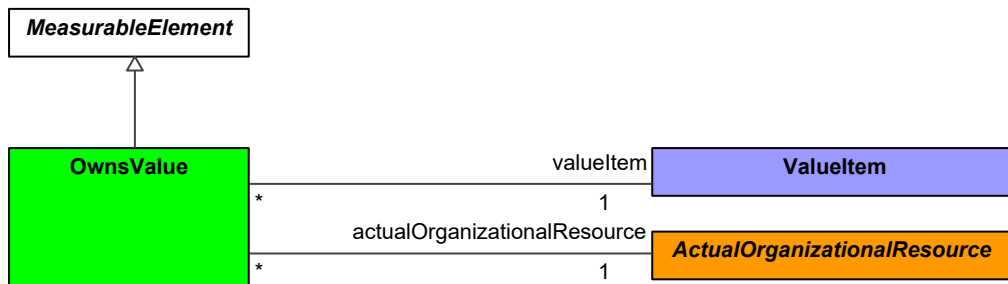 MeasurableElement
OwnsValue
valueItem
ValueItem
*
1
actualOrganizationalResource
ActualOrganizationalResource
*
1